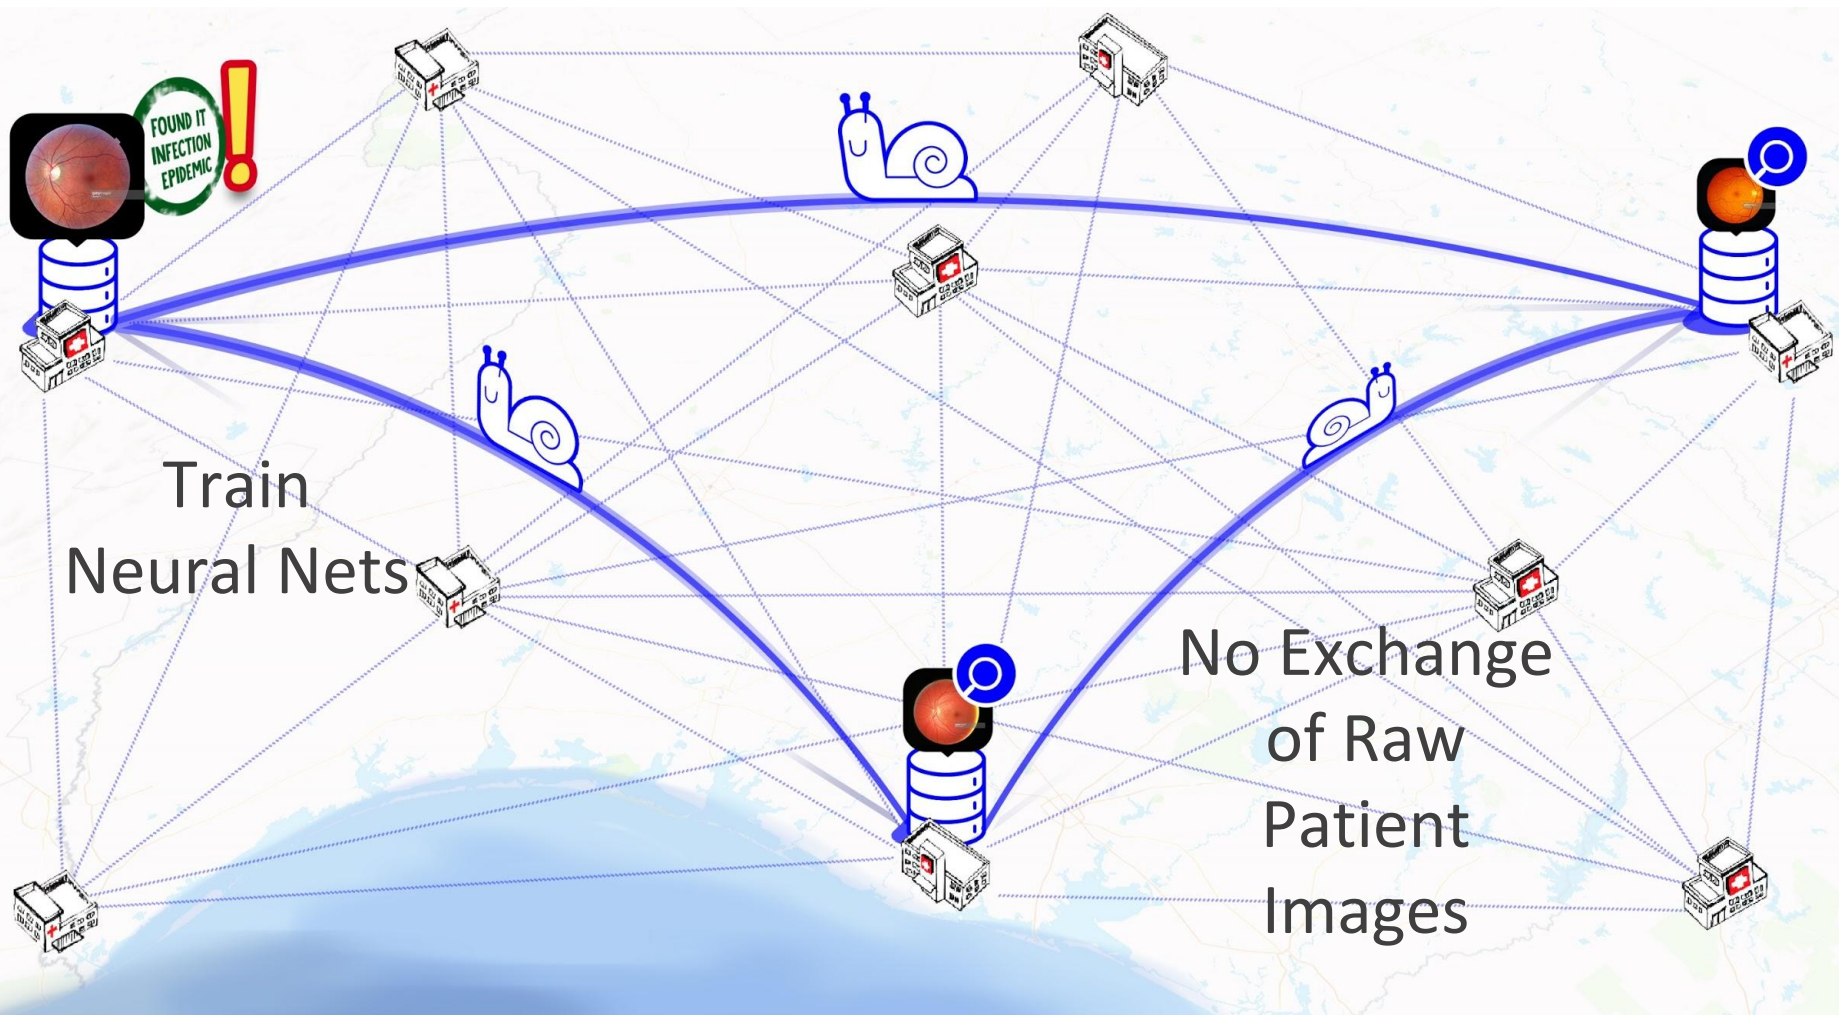 FOUND IT
INFECTION
EPIDEMIC
Train
Neural Nets
No Exchange
of Raw
Patient
Images